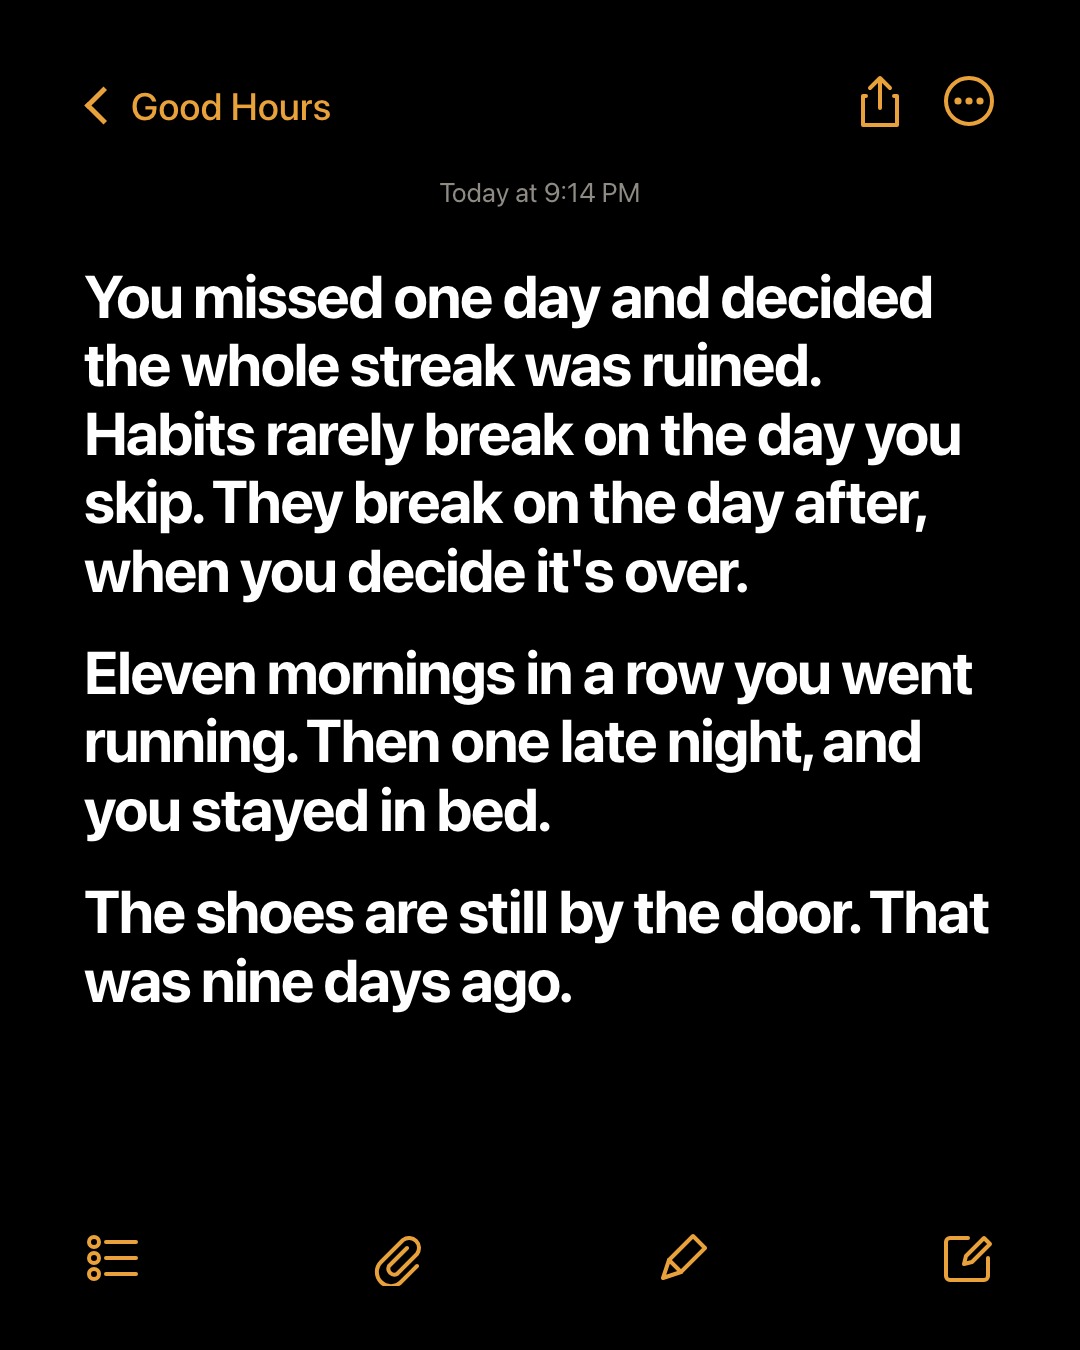 Good Hours
Today at 9:14 PM
You missed one day and decided
the whole streak was ruined.
Habits rarely break on the day you
skip. They break on the day after,
when you decide it's over.
Eleven mornings in a row you went
running. Then one late night, and
you stayed in bed.
The shoes are still by the door. That
was nine days ago.